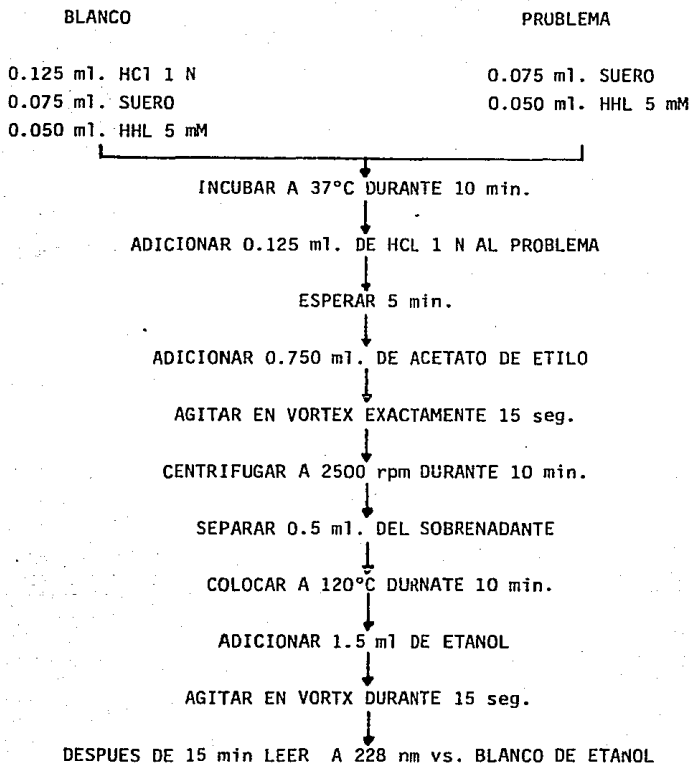 BLANCO
0.125 ml. HCl 1 N
0.075 ml. SUERO
0.050 ml. HHL 5 mM
PRUBLEMA
0.075 ml. SUERO
0.050 ml. HHL 5 mM
INCUBAR A 37°C DURANTE 10 min.
ADICIONAR 0.125 ml. DE HCL 1 N AL PROBLEMA
ESPERAR 5 min.
ADICIONAR 0.750 ml. DE ACETATO DE ETILO
AGITAR EN VORTEX EXACTAMENTE 15 seg.
CENTRIFUGAR A 2500 rpm DURANTE 10 min.
SEPARAR 0.5 ml. DEL SOBRENADANTE
COLOCAR A 120°C DURNATE 10 min.
ADICIONAR 1.5 ml DE ETANOL
AGITAR EN VORTX DURANTE 15 seg.
DESPUES DE 15 min LEER A 228 nm vs. BLANCO DE ETANOL